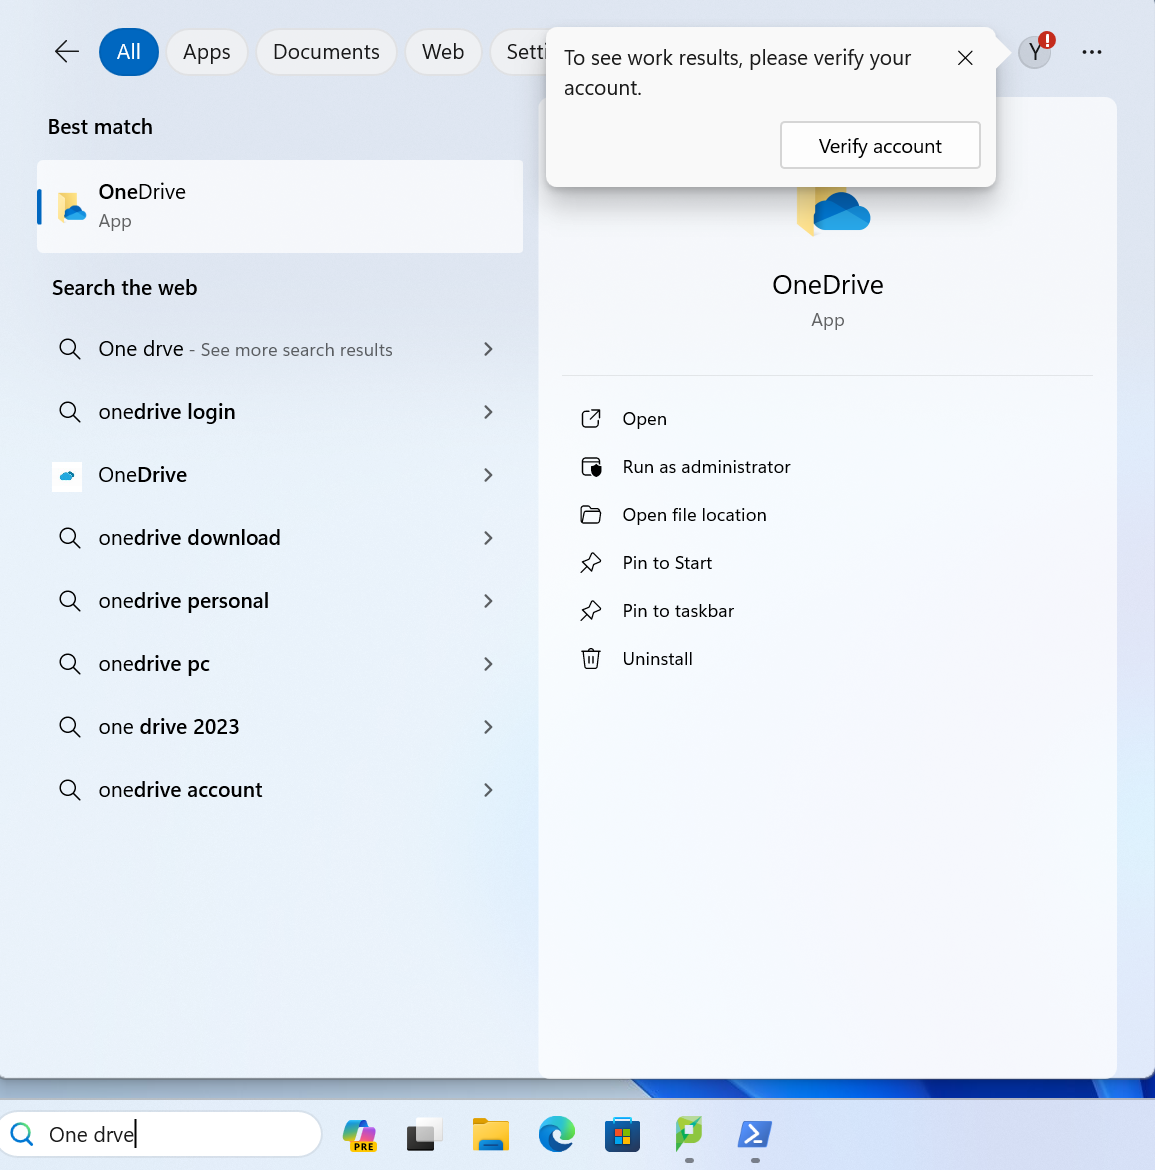 All
Apps
Documents
Web
Setti
To see work results, please verify your
account.
Verify account
Y
Best match
OneDrive
App
Search the web
One drve - See more search results
onedrive login
OneDrive
onedrive download
onedrive personal
onedrive pc
one drive 2023
onedrive account
OneDrive
App
Open
Run as administrator
Open file location
Pin to Start
Pin to taskbar
Uninstall
One drve
PRE